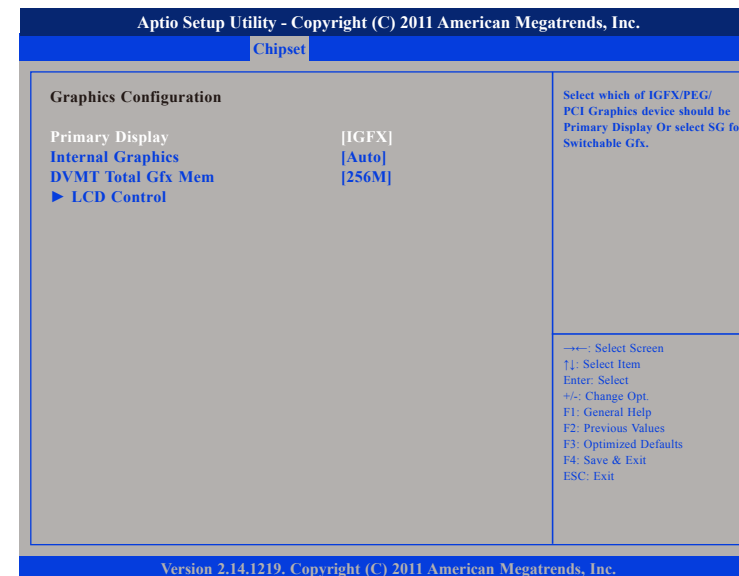 Aptio Setup Utility - Copyright (C) 2011 American Megatrends, Inc.
Chipset
Graphics Configuration
Primary Display [IGFX]
Internal Graphics [Auto]
DVMT Total Gfx Mem [256M]
► LCD Control
Select which of IGFX/PEG/
PCI Graphics device should be
Primary Display Or select SG fo
Switchable Gfx.
→←: Select Screen
↑↓: Select Item
Enter: Select
+/-: Change Opt.
F1: General Help
F2: Previous Values
F3: Optimized Defaults
F4: Save & Exit
ESC: Exit
Version 2.14.1219. Copyright (C) 2011 American Megatrends, Inc.